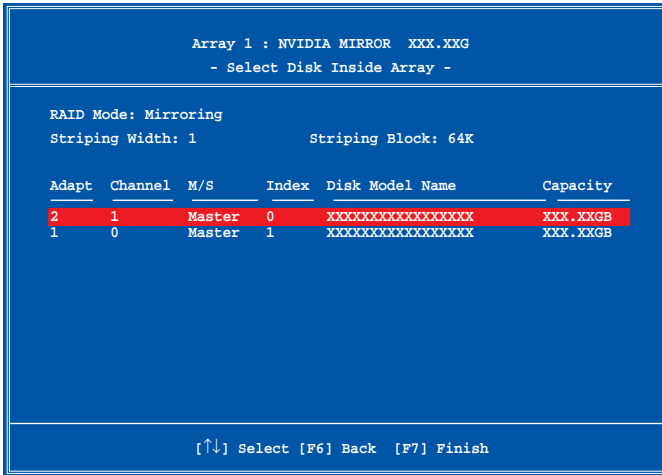 Array 1 : NVIDIA MIRROR XXX.XXG
- Select Disk Inside Array -
RAID Mode: Mirroring
Striping Width: 1 Striping Block: 64K
Adapt Channel M/S Index Disk Model Name Capacity
2 1 Master 0 XXXXXXXXXXXXXXXXX XXX.XXGB
1 0 Master 1 XXXXXXXXXXXXXXXXX XXX.XXGB
[↑↓] Select [F6] Back [F7] Finish